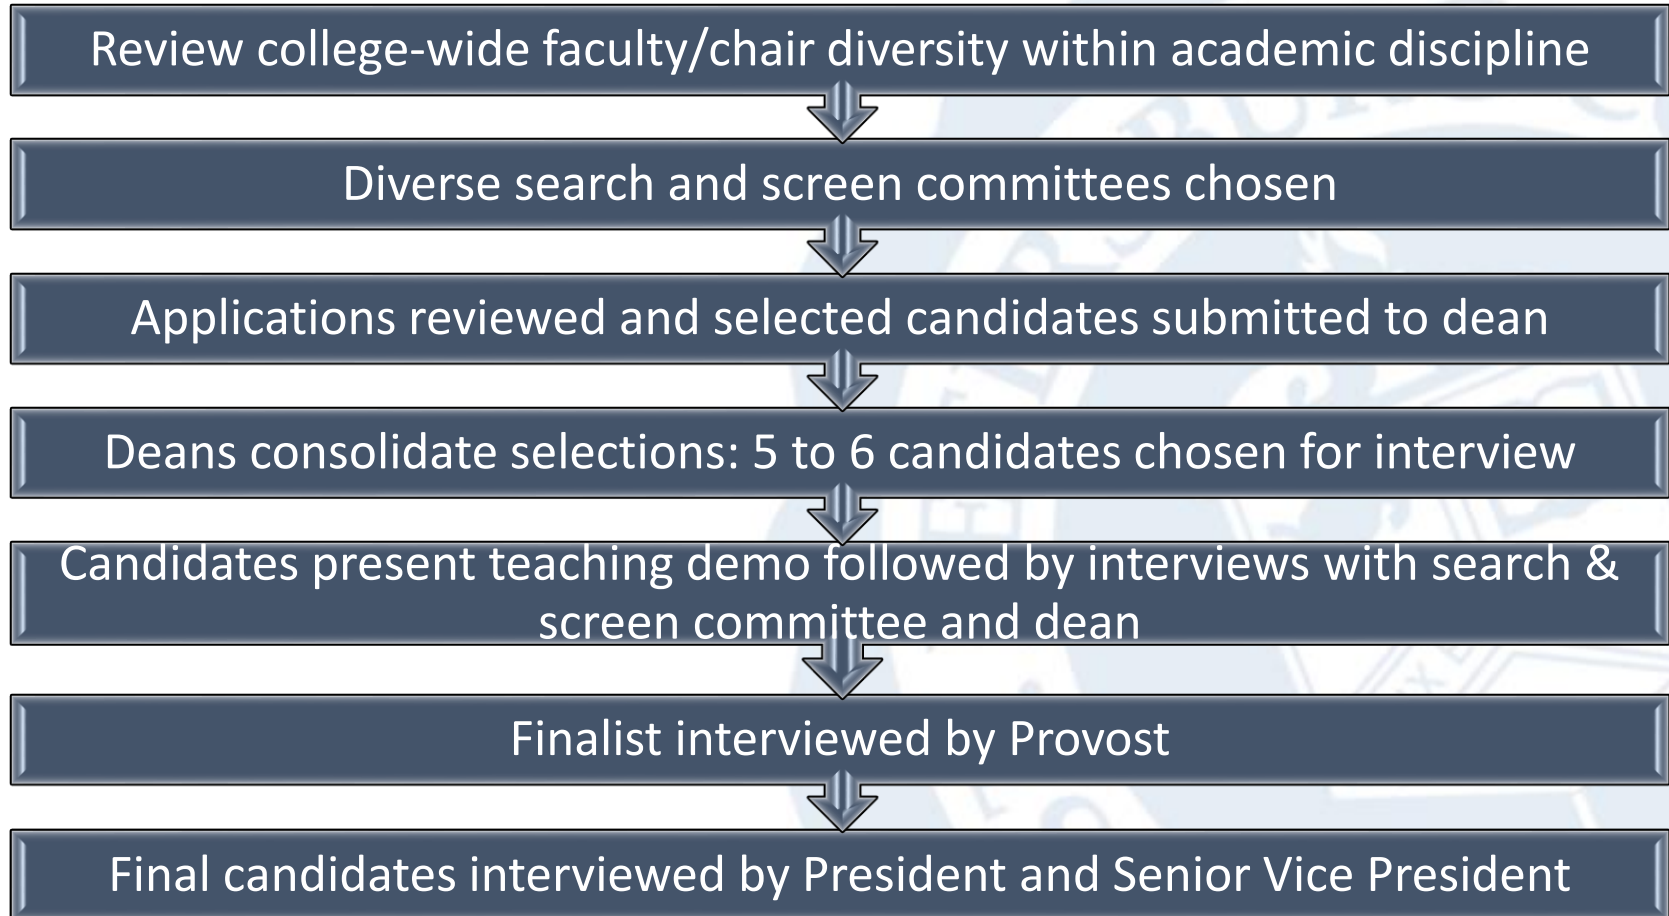 Review college-wide faculty/chair diversity within academic discipline
Diverse search and screen committees chosen
Applications reviewed and selected candidates submitted to dean
Deans consolidate selections: 5 to 6 candidates chosen for interview
Candidates present teaching demo followed by interviews with search &
screen committee and dean
Finalist interviewed by Provost
Final candidates interviewed by President and Senior Vice President